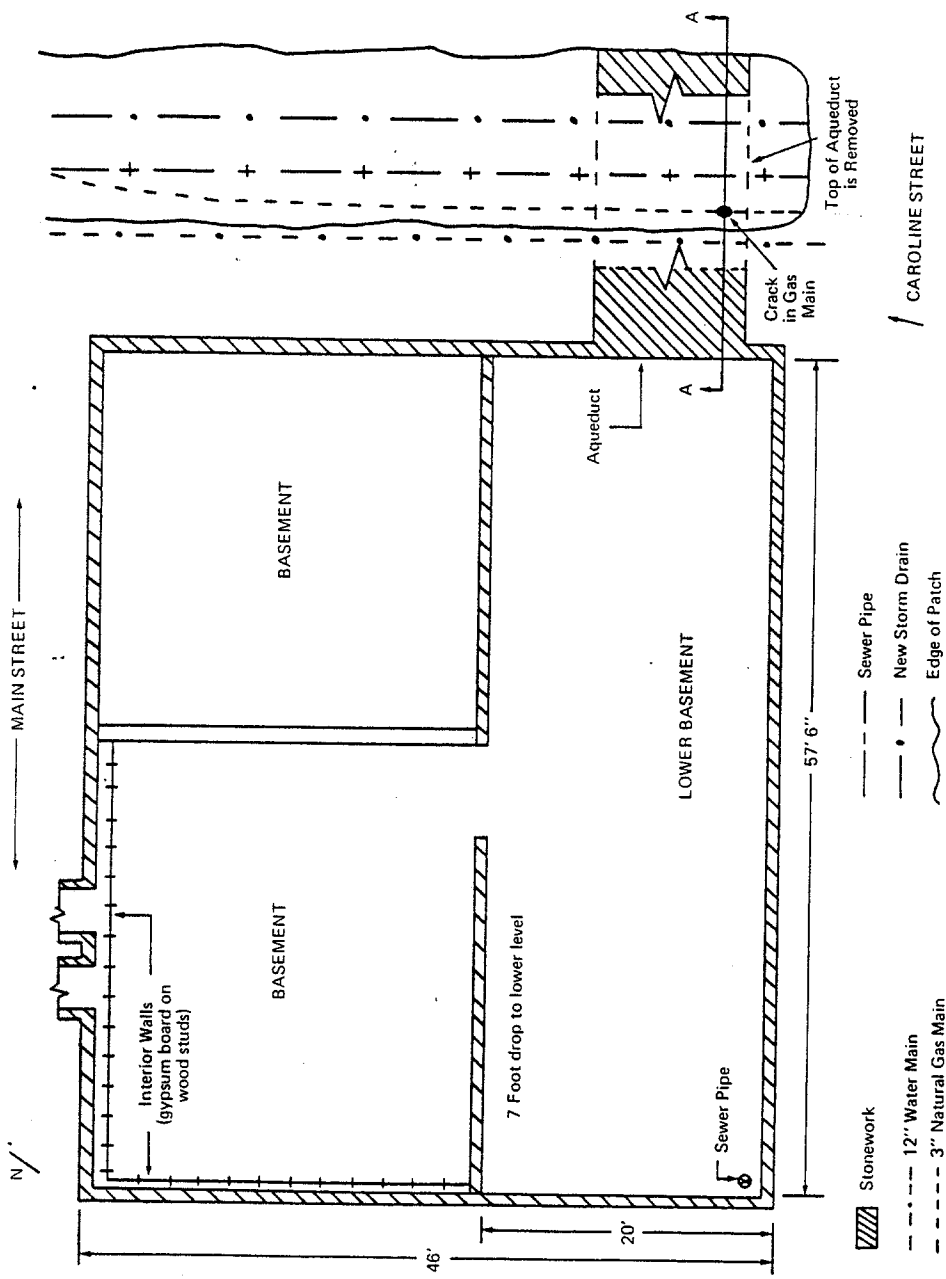 N
MAIN STREET
Interior Walls
(gypsum board on
wood studs)
BASEMENT
BASEMENT
7 Foot drop to lower level
LOWER BASEMENT
Sewer Pipe
Aqueduct
A
A
Crack
in Gas
Main
Top of Aqueduct
is Removed
CAROLINE STREET
46'
20'
57' 6"
Stonework
12" Water Main
3" Natural Gas Main
Sewer Pipe
New Storm Drain
Edge of Patch